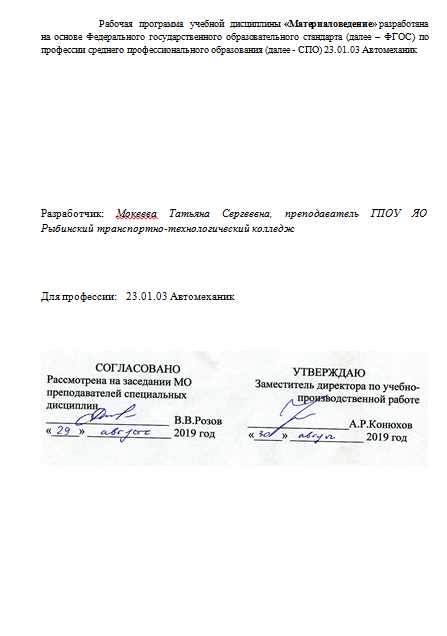 Рабочая программа учебной дисциплины «Материаловедение» разработана
на основе Федерального государственного образовательного стандарта (далее – ФГОС) по
профессии среднего профессионального образования (далее - СПО) 23.01.03 Автомеханик
Разработчик: Мокеева Татьяна Сергеевна, преподаватель ГПОУ ЯО
Рыбинский транспортно-технологический колледж
Для профессии: 23.01.03 Автомеханик
СОГЛАСОВАНО
Рассмотрена на заседании МО
преподавателей специальных
дисциплин
В.В.Розов
« 29 » август 2019 год
УТВЕРЖДАЮ
Заместитель директора по учебно-
производственной работе
А.Р.Конюхов
« 30 » август 2019 год